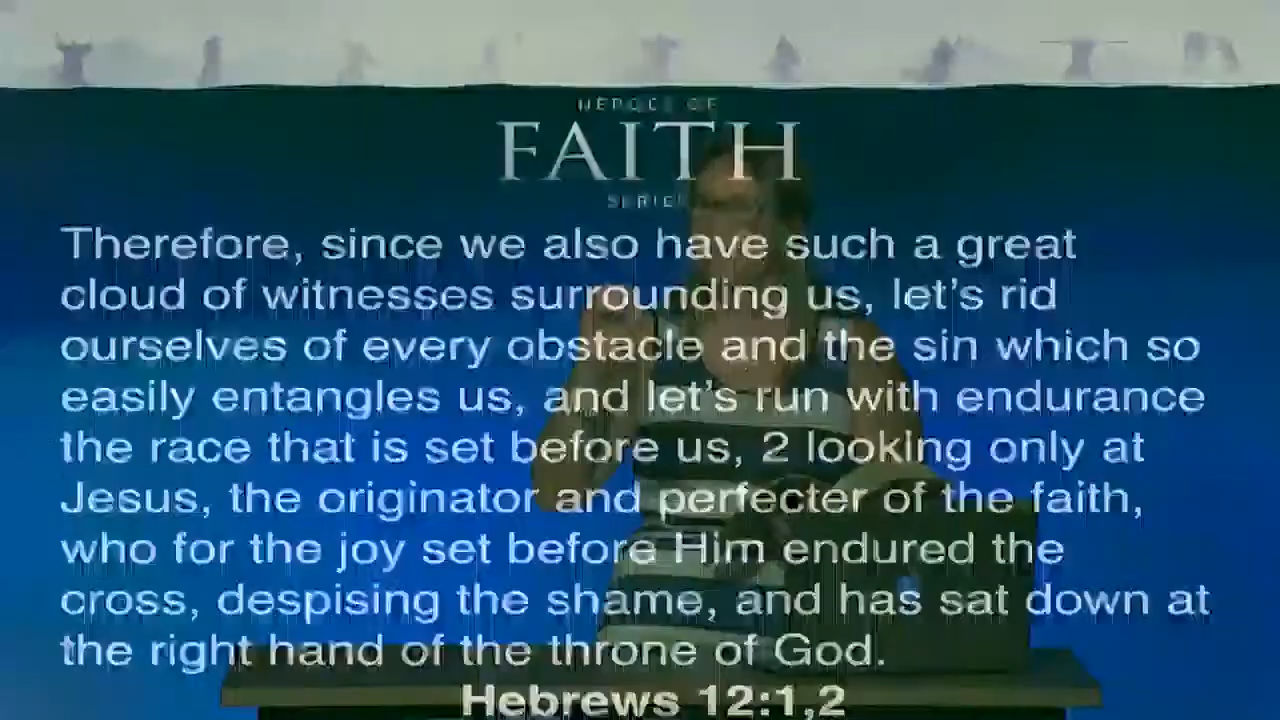 HEROES OF
FAITH
SERIES
Therefore, since we also have such a great
cloud of witnesses surrounding us, let’s rid
ourselves of every obstacle and the sin which so
easily entangles us, and let’s run with endurance
the race that is set before us, 2 looking only at
Jesus, the originator and perfecter of the faith,
who for the joy set before Him endured the
cross, despising the shame, and has sat down at
the right hand of the throne of God.
Hebrews 12:1,2